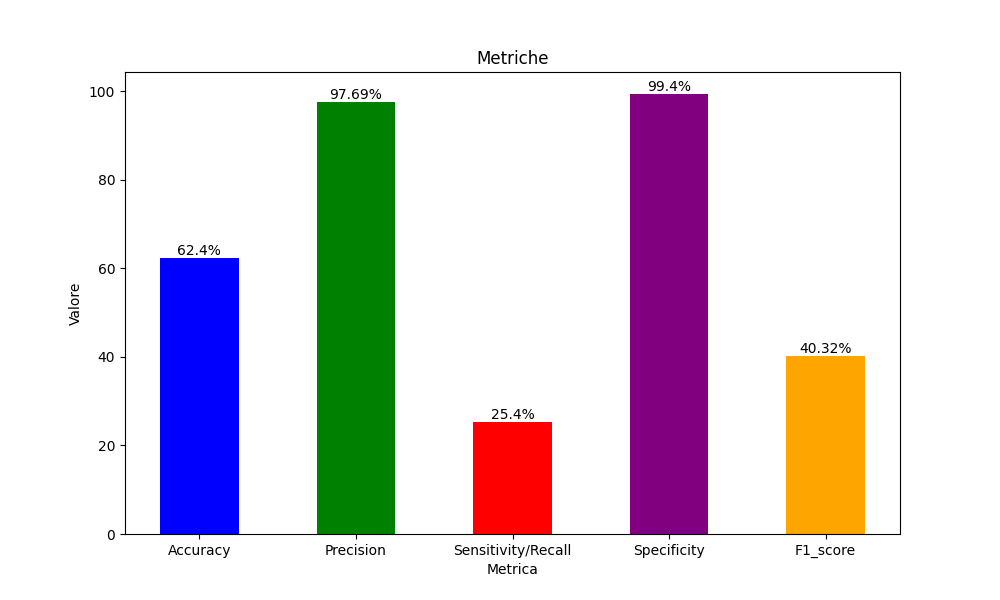 Metriche
Valore
100
80
60
40
20
0
62.4%
97.69%
25.4%
99.4%
40.32%
Accuracy
Precision
Sensitivity/Recall
Specificity
F1_score
Metrica